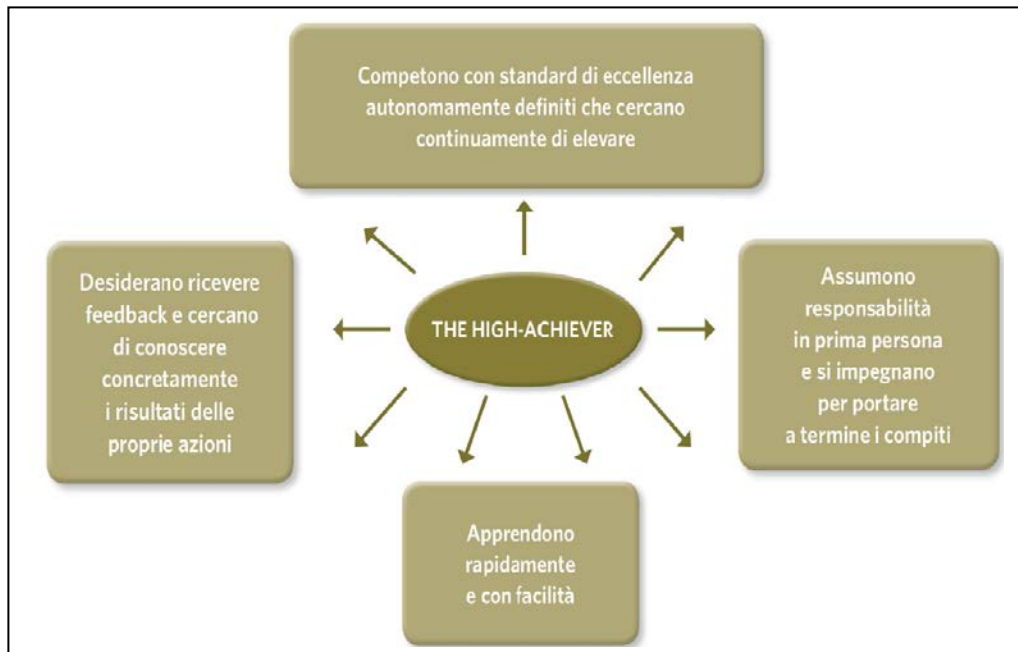 Competono con standard di eccellenza
autonomamente definiti che cercano
continuamente di elevare
Desiderano ricevere
feedback e cercano
di conoscere
concretamente
i risultati delle
proprie azioni
THE HIGH-ACHIEVER
Assumono
responsabilità
in prima persona
e si impegnano
per portare
a termine i compiti
Apprendono
rapidamente
e con facilità